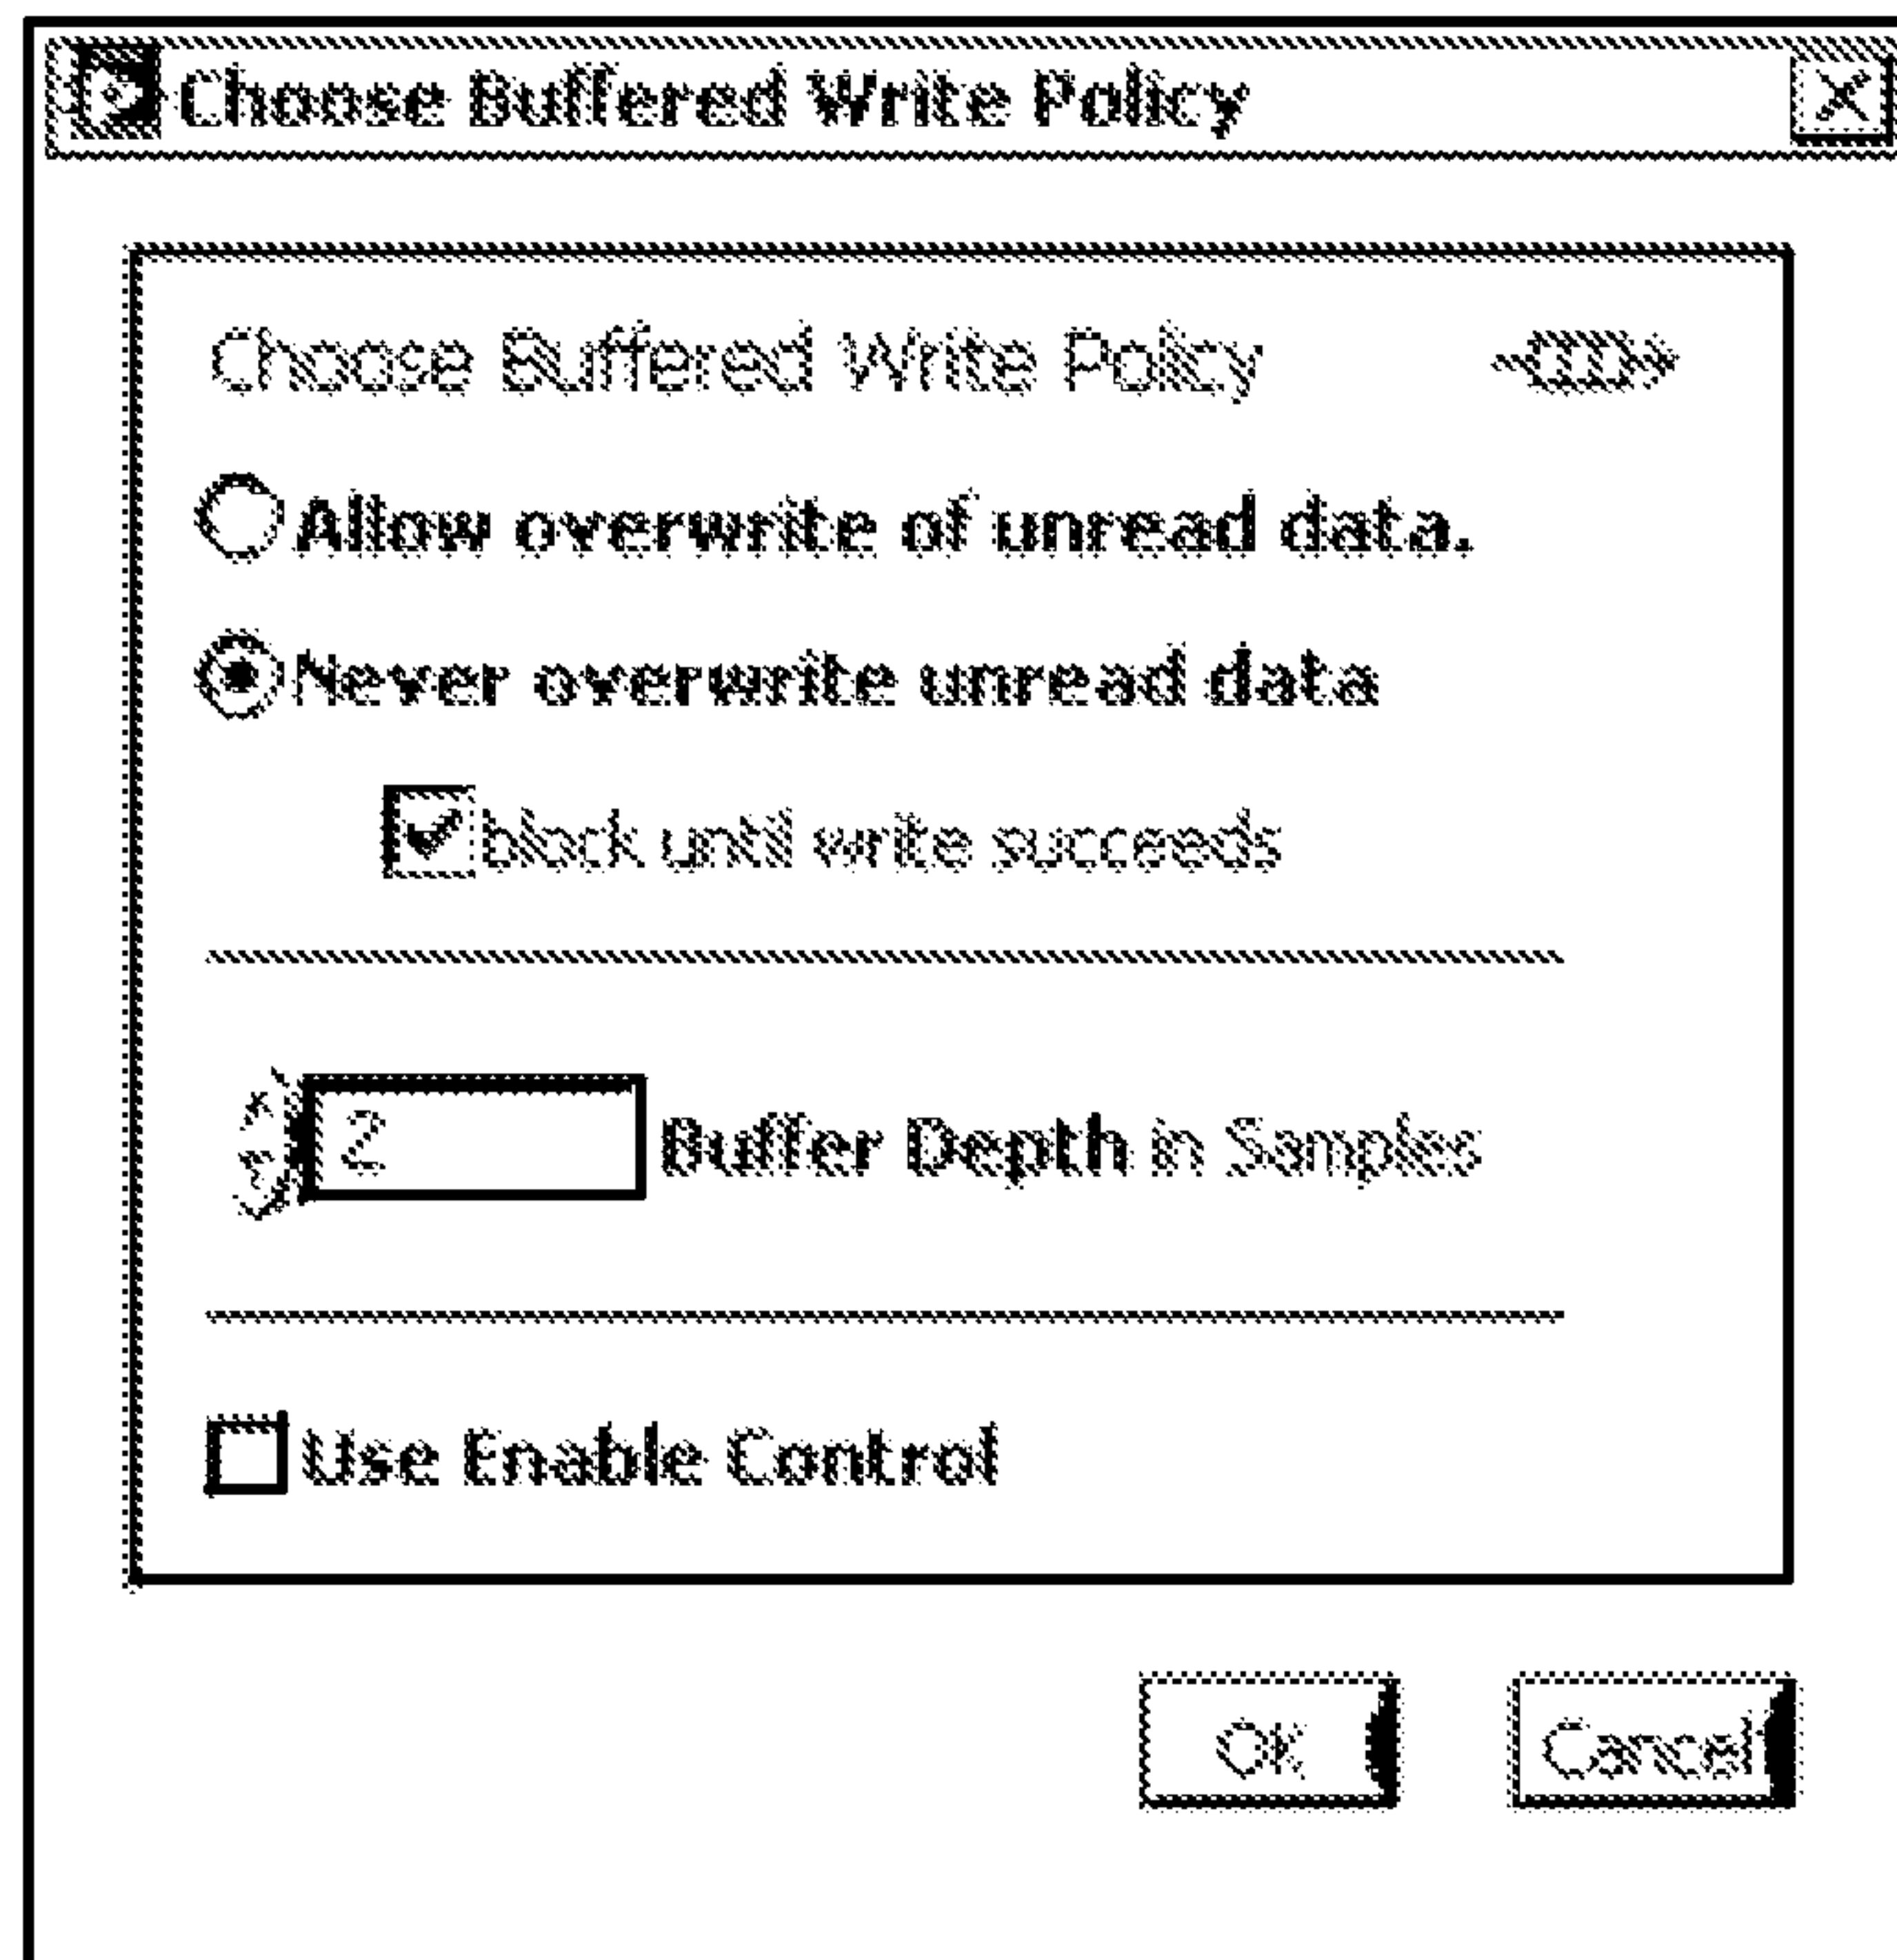 Choose Buffered Write Policy
Choose Buffered Write Policy
Allow overwrite of unread data.
Never overwrite unread data
block until write succeeds
2 Buffer Depth in Samples
Use Enable Control
OK Cancel